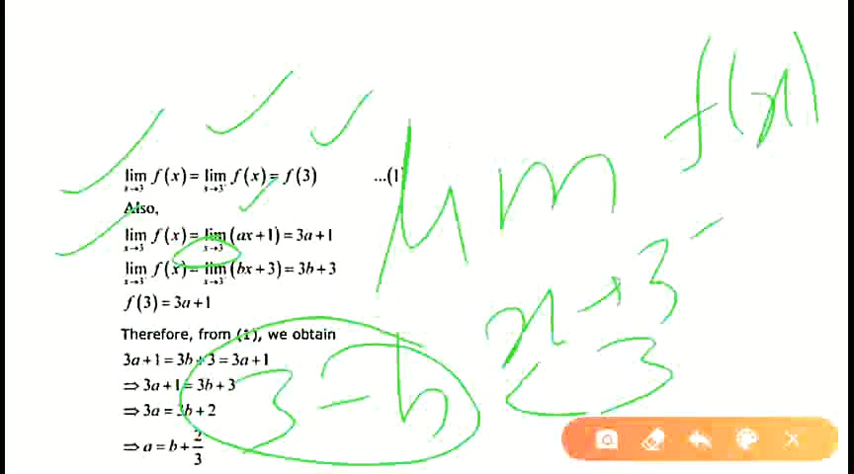 lim f(x) = lim f(x) = f(3) ...(1
x→3 x→3
Also,
lim f(x) = lim (ax+1) = 3a+1
x→3 x→3
lim f(x) = lim (bx+3) = 3b+3
x→3 x→3
f(3) = 3a+1
Therefore, from (1), we obtain
3a+1 = 3b+3 = 3a+1
⇒ 3a+1 = 3b+3
⇒ 3a = 3b+2
⇒ a = b + 2/3
lim f(x)
x→3⁻
<3
3-h